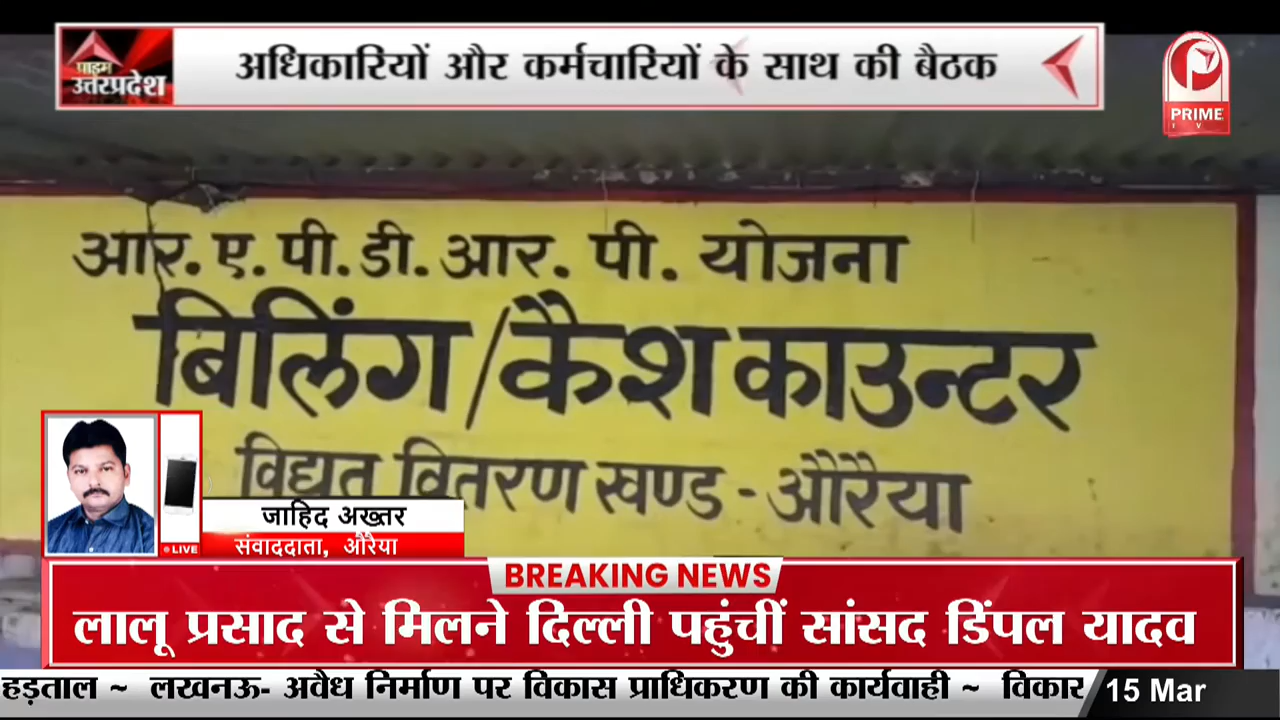 प्राइम
उत्तरप्रदेश
अधिकारियों और कर्मचारियों के साथ की बैठक
PRIME
TV
आर. ए. पी. डी. आर. पी. योजना
बिलिंग/कैश काउन्टर
विद्युत वितरण खण्ड - औरैया
जाहिद अख्तर
LIVE
संवाददाता, औरैया
BREAKING NEWS
लालू प्रसाद से मिलने दिल्ली पहुंचीं सांसद डिंपल यादव
हड़ताल ~ लखनऊ- अवैध निर्माण पर विकास प्राधिकरण की कार्यवाही ~ विकार
15 Mar